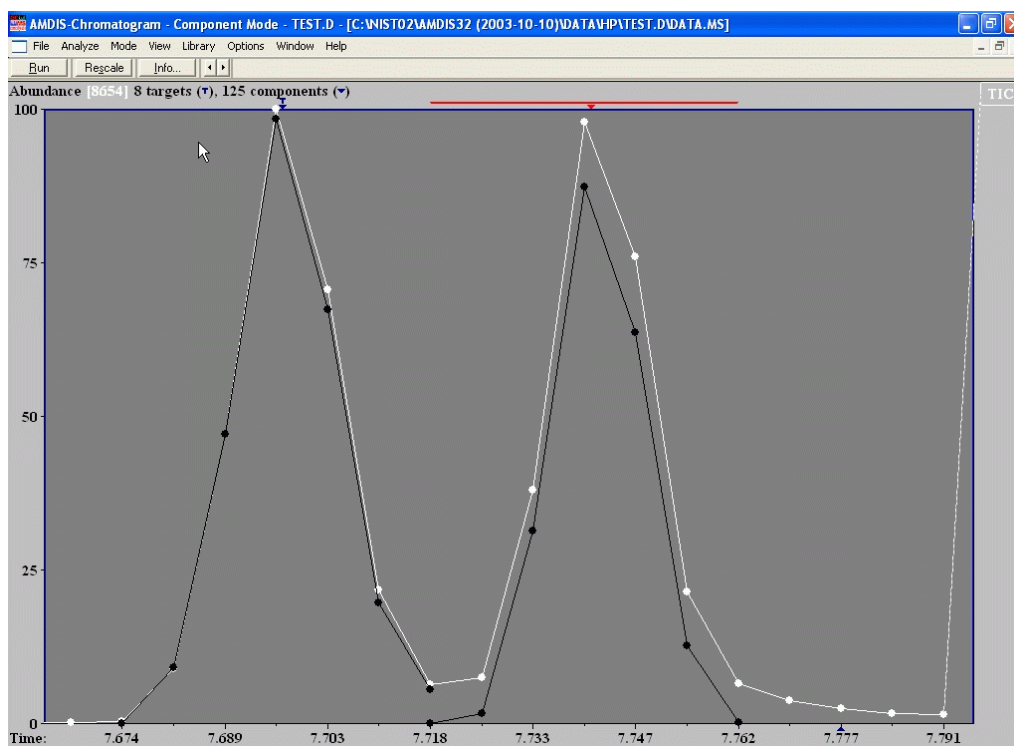 AMDIS-Chromatogram - Component Mode - TEST.D - [C:\NIST02\AMDIS32 (2003-10-10)\DATA\HP\TEST.D\DATA.MS]
File Analyze Mode View Library Options Window Help
Run Rescale Info...
Abundance [8654] 8 targets (T), 125 components (▼)
T
TIC
100
75
50
25
0
Time: 7.674 7.689 7.703 7.718 7.733 7.747 7.762 7.777 7.791